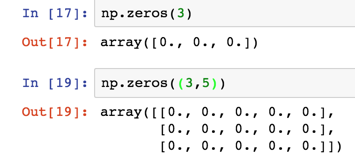 In [17]: np.zeros(3)
Out[17]: array([0., 0., 0.])
In [19]: np.zeros((3,5))
Out[19]: array([[0., 0., 0., 0., 0.],
[0., 0., 0., 0., 0.],
[0., 0., 0., 0., 0.]])